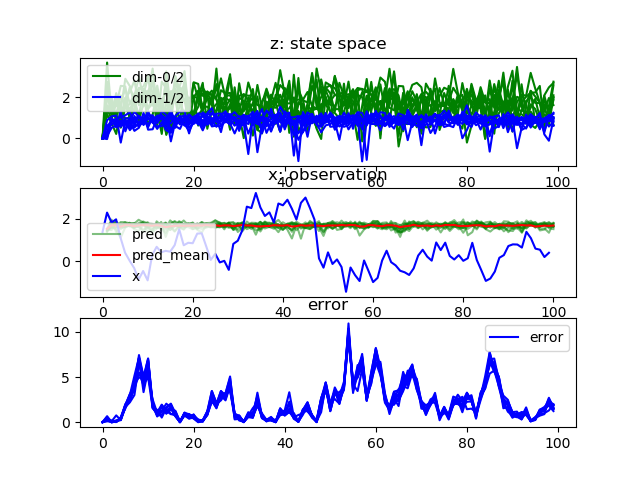 z: state space
dim-0/2
dim-1/2
2
0
0 20 40 60 80 100
x: observation
pred
pred_mean
x
2
0
0 20 40 60 80 100
error
error
10
5
0
0 20 40 60 80 100